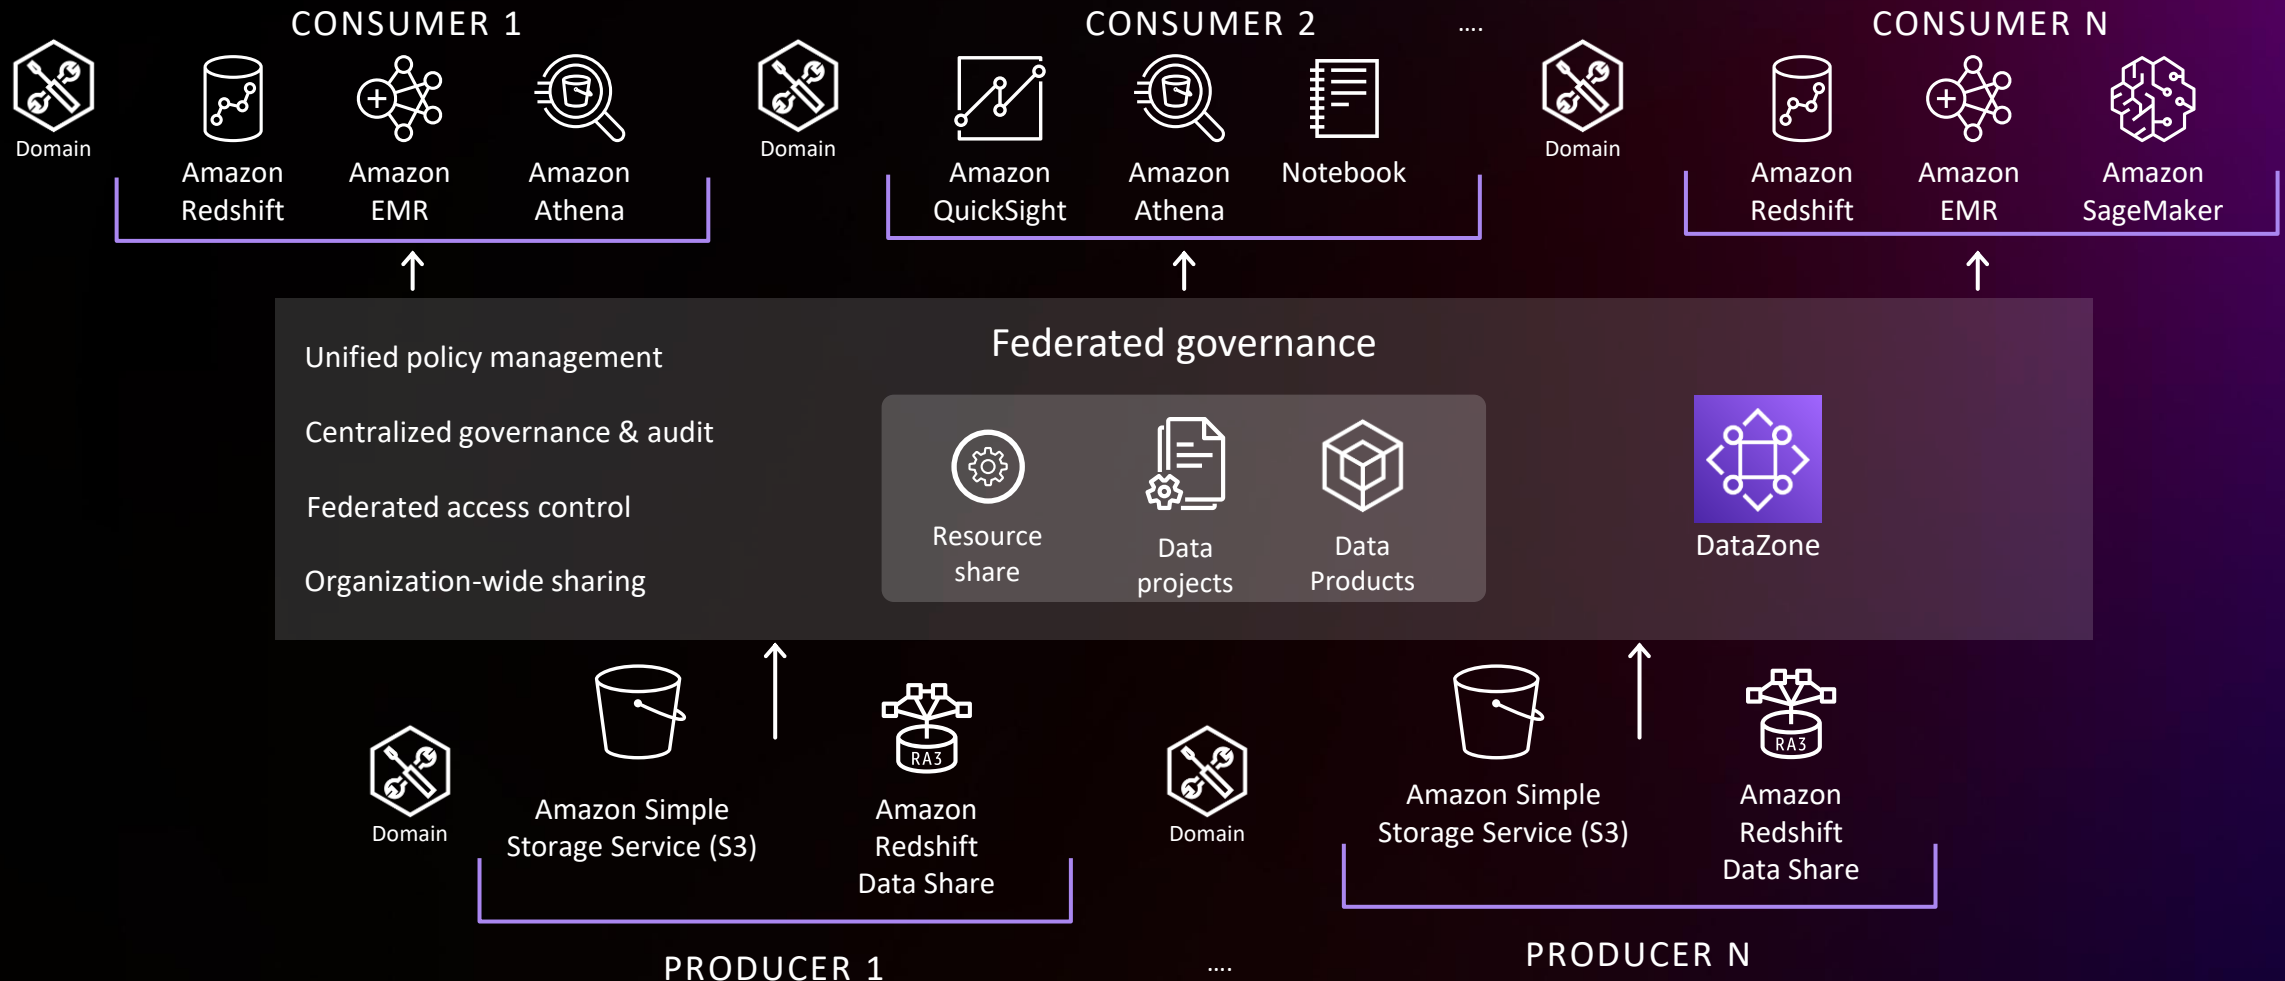 CONSUMER 1
CONSUMER 2
....
CONSUMER N
Domain
Amazon
Redshift
Amazon
EMR
Amazon
Athena
Domain
Amazon
QuickSight
Amazon
Athena
Notebook
Domain
Amazon
Redshift
Amazon
EMR
Amazon
SageMaker
Federated governance
Unified policy management
Centralized governance & audit
Federated access control
Organization-wide sharing
Resource
share
Data
projects
Data
Products
DataZone
Domain
Amazon Simple
Storage Service (S3)
RA3
Amazon
Redshift
Data Share
Domain
Amazon Simple
Storage Service (S3)
RA3
Amazon
Redshift
Data Share
PRODUCER 1
....
PRODUCER N